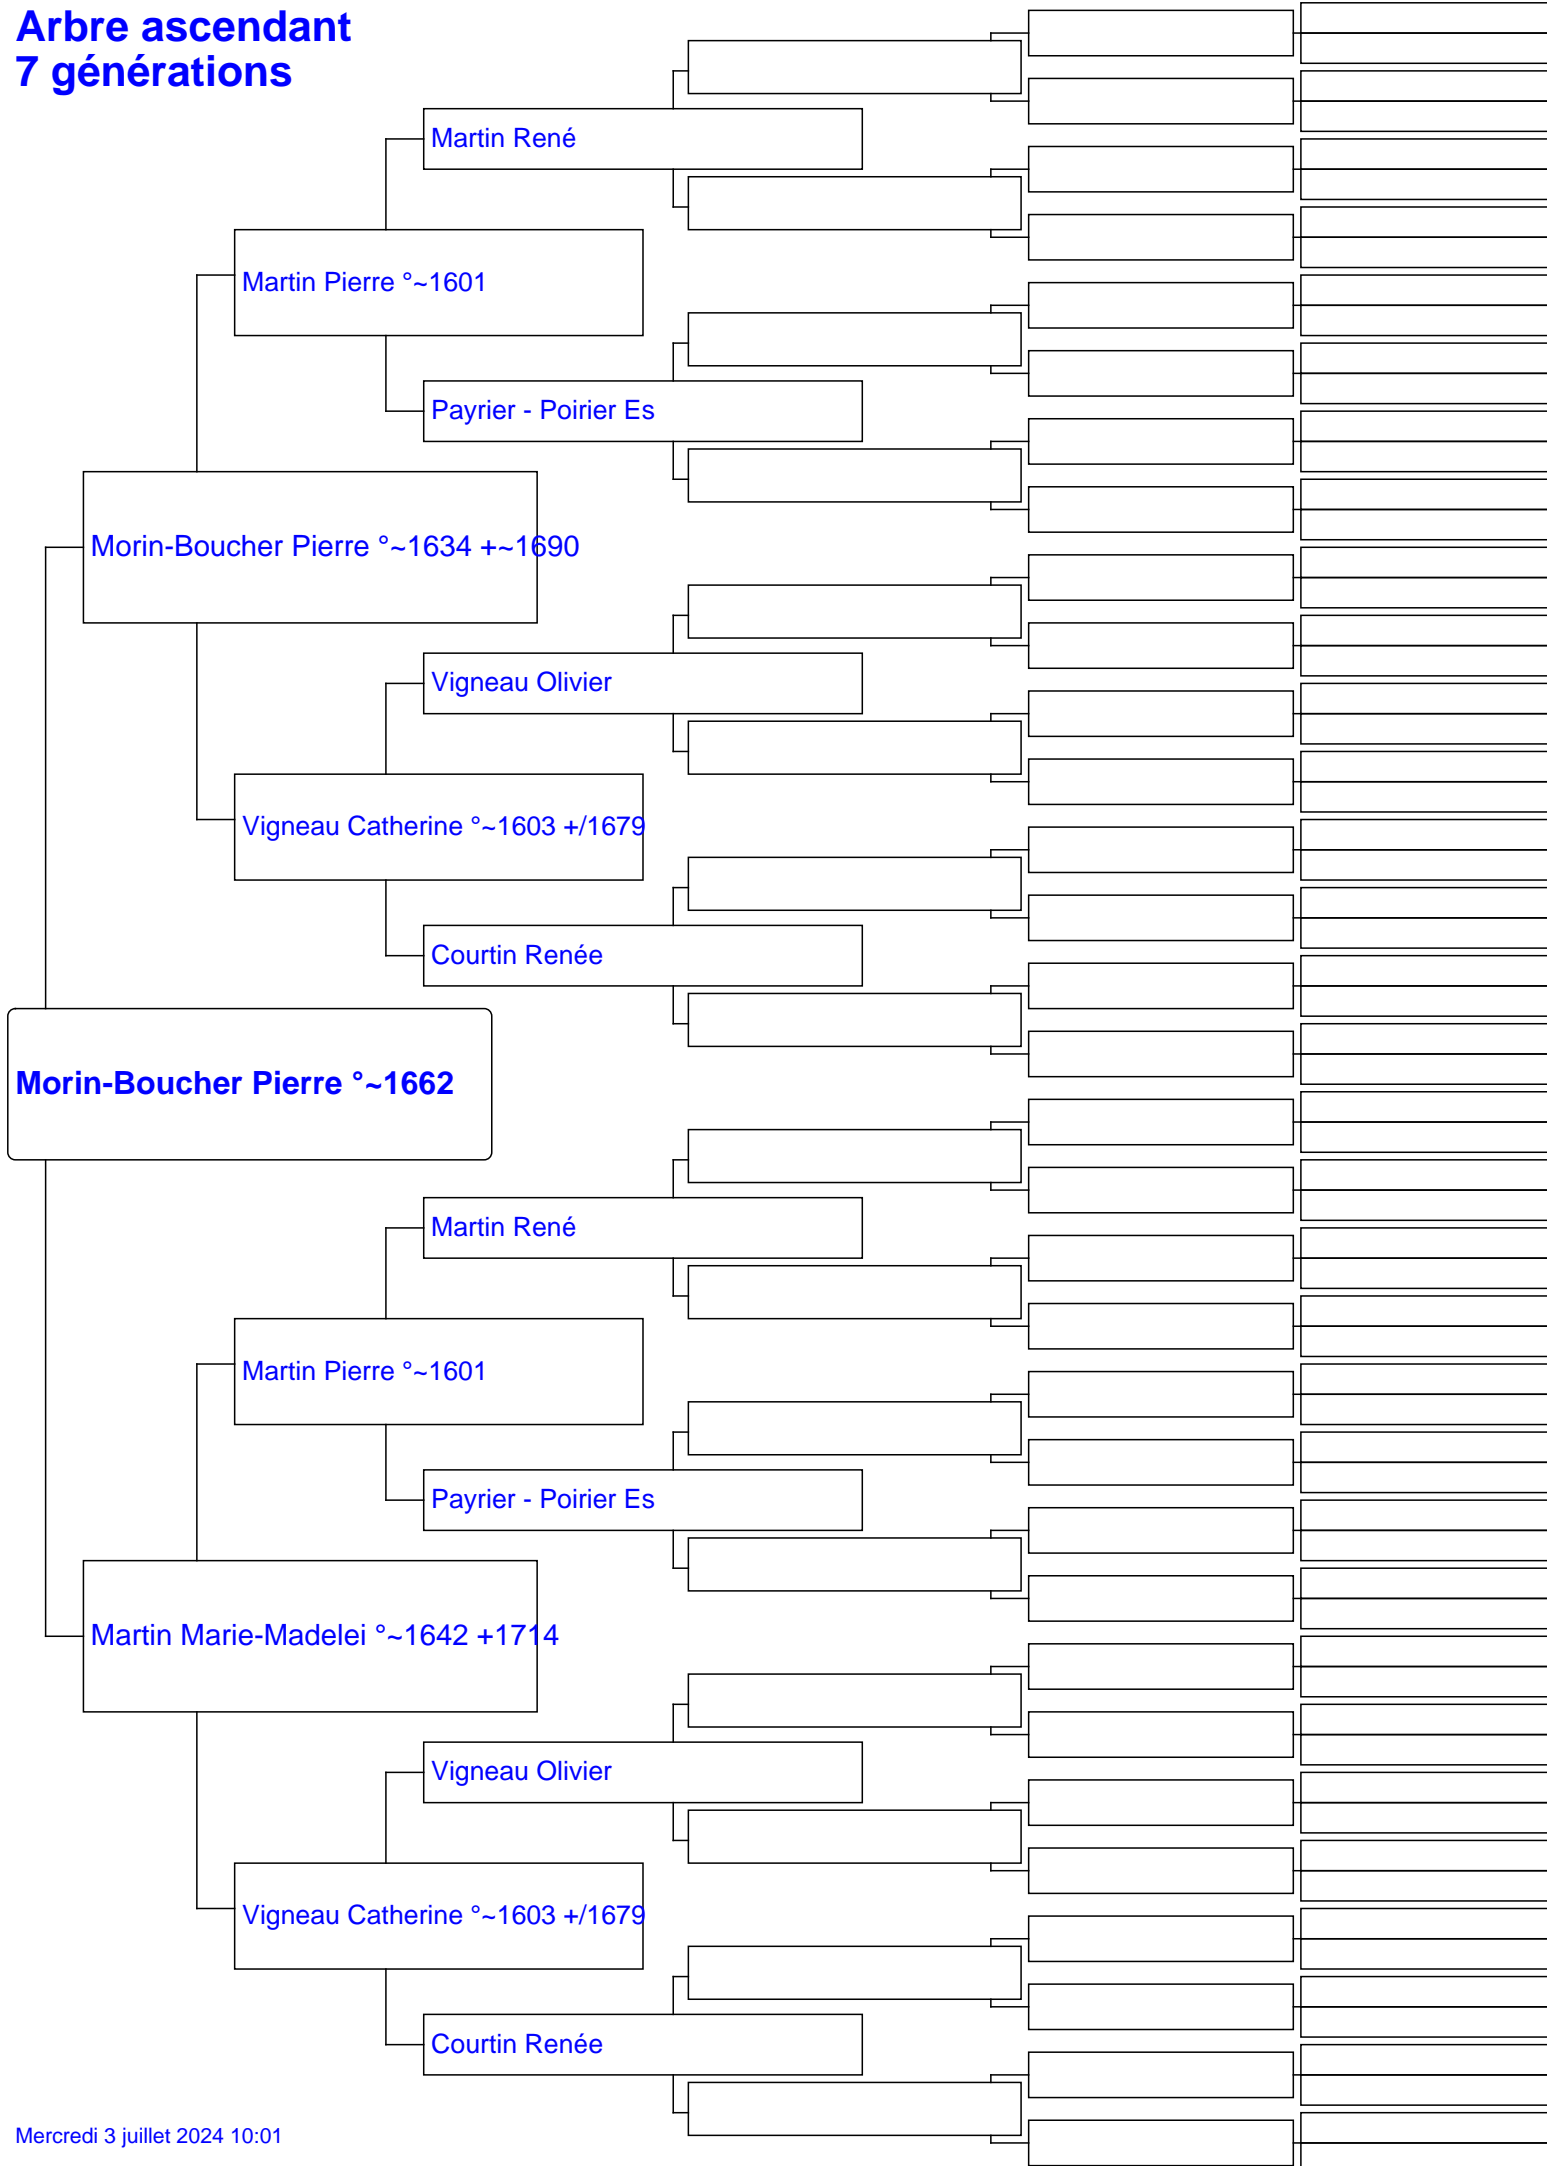 Arbre ascendant
7 générations
Martin René
Martin Pierre °~1601
Payrier - Poirier Es
Morin-Boucher Pierre °~1634 +~1690
Vigneau Olivier
Vigneau Catherine °~1603 +/1679
Courtin Renée
Morin-Boucher Pierre °~1662
Martin René
Martin Pierre °~1601
Payrier - Poirier Es
Martin Marie-Madelei °~1642 +1714
Vigneau Olivier
Vigneau Catherine °~1603 +/1679
Courtin Renée
Mercredi 3 juillet 2024 10:01